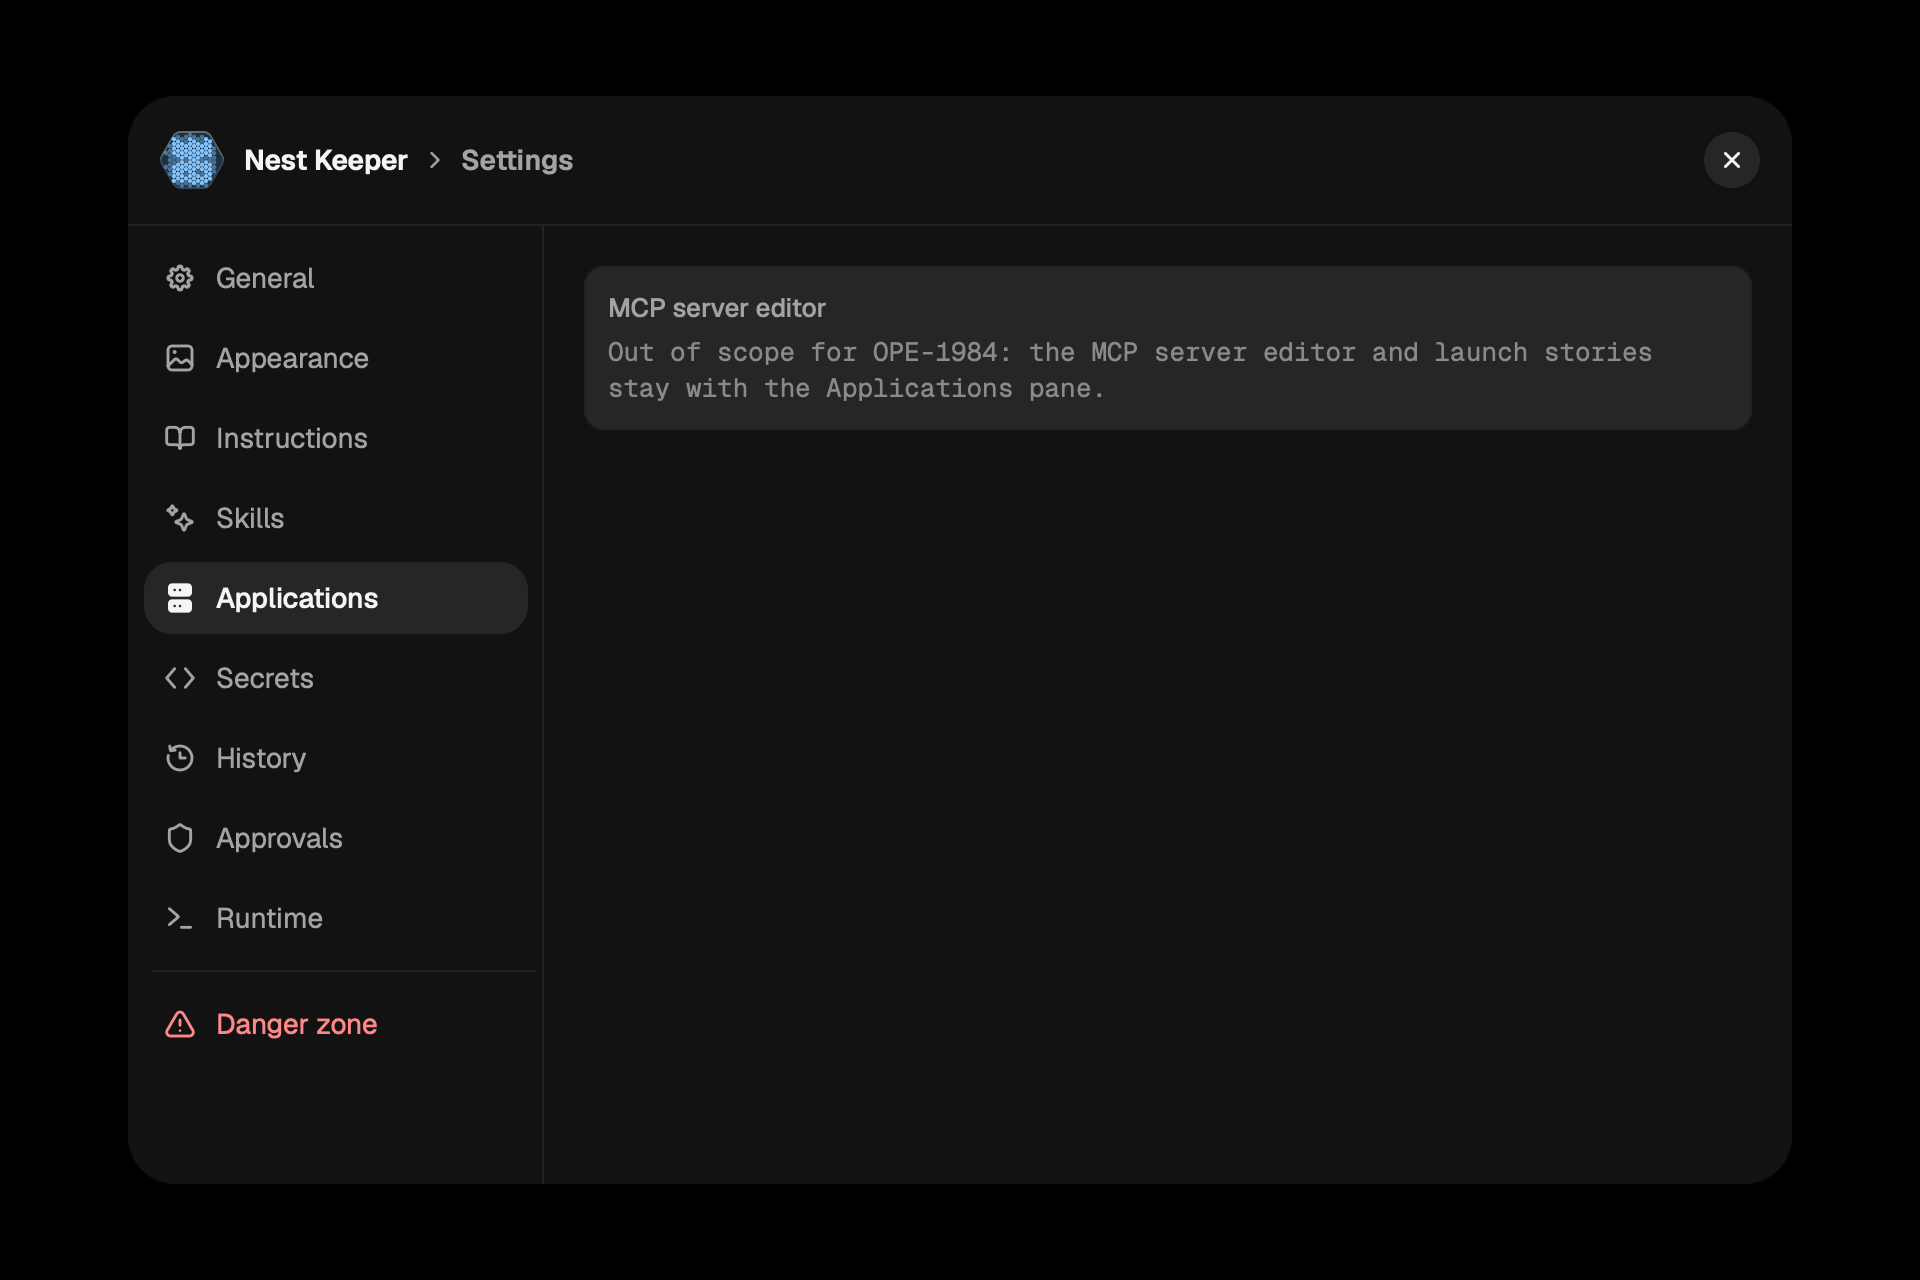 Nest Keeper > Settings
General
Appearance
Instructions
Skills
Applications
Secrets
History
Approvals
Runtime
Danger zone
MCP server editor
Out of scope for OPE-1984: the MCP server editor and launch stories
stay with the Applications pane.